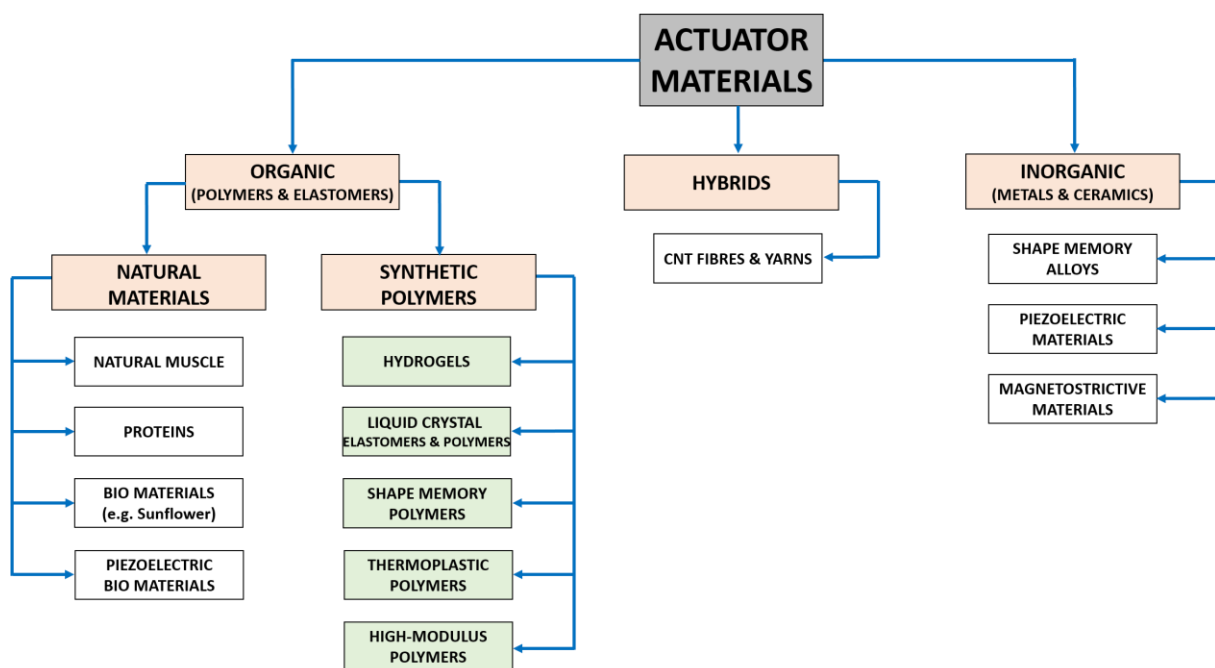 ACTUATOR
MATERIALS
ORGANIC
(POLYMERS & ELASTOMERS)
HYBRIDS
INORGANIC
(METALS & CERAMICS)
NATURAL
MATERIALS
NATURAL MUSCLE
PROTEINS
BIO MATERIALS
(e.g. Sunflower)
PIEZOELECTRIC
BIO MATERIALS
SYNTHETIC
POLYMERS
HYDROGELS
LIQUID CRYSTAL
ELASTOMERS & POLYMERS
SHAPE MEMORY
POLYMERS
THERMOPLASTIC
POLYMERS
HIGH-MODULUS
POLYMERS
CNT FIBRES & YARNS
SHAPE MEMORY
ALLOYS
PIEZOELECTRIC
MATERIALS
MAGNETOSTRICTIVE
MATERIALS